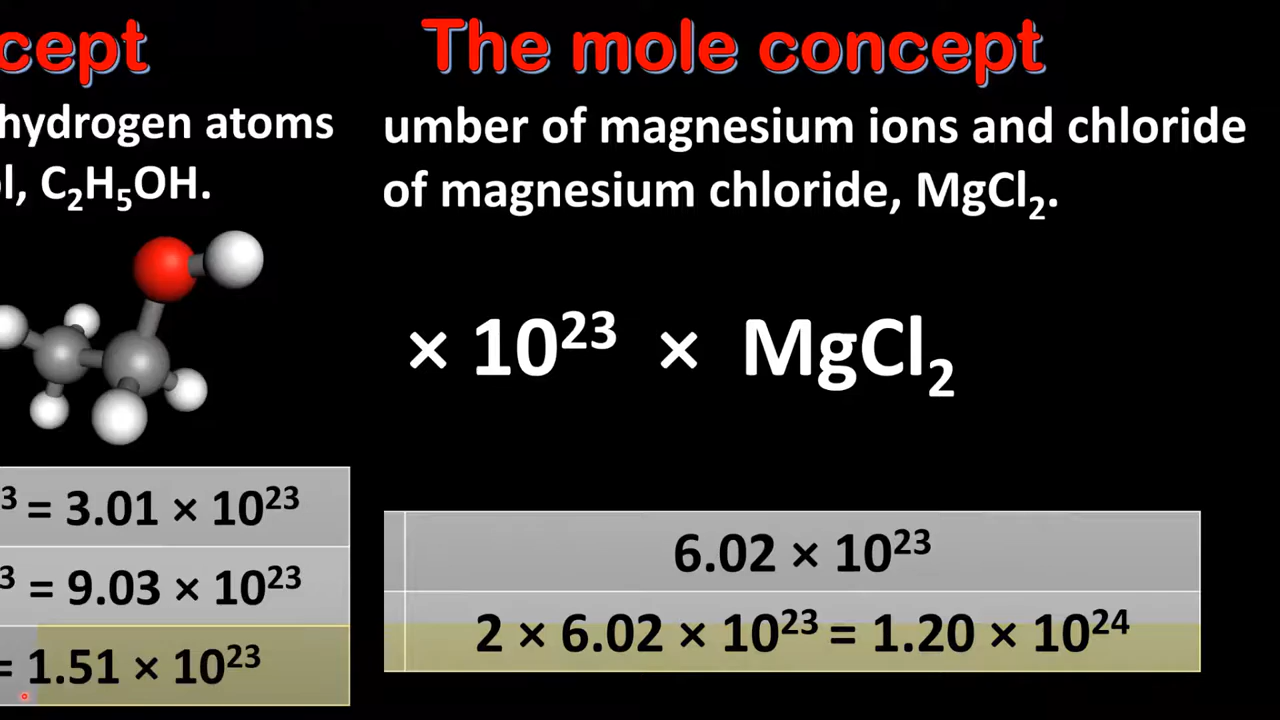 cept
hydrogen atoms
l, C₂H₅OH.
³ = 3.01 × 10²³
³ = 9.03 × 10²³
= 1.51 × 10²³
The mole concept
umber of magnesium ions and chloride
of magnesium chloride, MgCl₂.
× 10²³ × MgCl₂
6.02 × 10²³
2 × 6.02 × 10²³ = 1.20 × 10²⁴